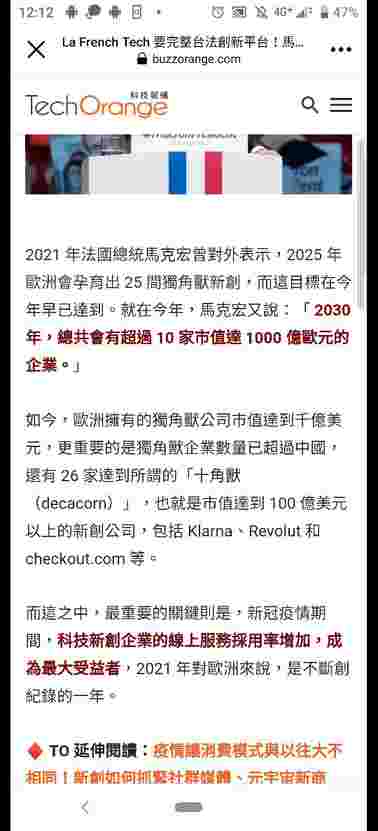 12:12
4G+
47%
La French Tech 要完整台法創新平台！馬...
buzzorange.com
TechOrange 科技報橘
2021 年法國總統馬克宏曾對外表示，2025 年
歐洲會孕育出 25 間獨角獸新創，而這目標在今
年早已達到。就在今年，馬克宏又說：「 2030
年，總共會有超過 10 家市值達 1000 億歐元的
企業。」
如今，歐洲擁有的獨角獸公司市值達到千億美
元，更重要的是獨角獸企業數量已超過中國，
還有 26 家達到所謂的「十角獸
（decacorn）」，也就是市值達到 100 億美元
以上的新創公司，包括 Klarna、Revolut 和
checkout.com 等。
而這之中，最重要的關鍵則是，新冠疫情期
間，科技新創企業的線上服務採用率增加，成
為最大受益者，2021 年對歐洲來說，是不斷創
紀錄的一年。
TO 延伸閱讀：疫情讓消費模式與以往大不
相同！新創如何抓緊社群媒體、元宇宙新商